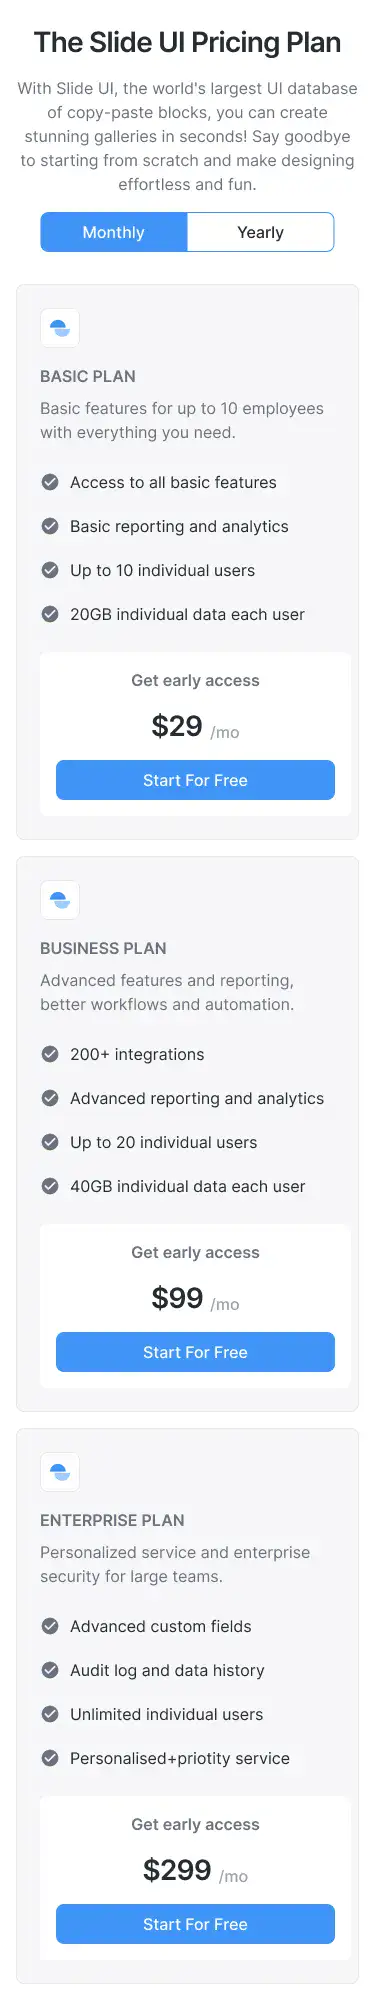 The Slide UI Pricing Plan
With Slide UI, the world's largest UI database
of copy-paste blocks, you can create
stunning galleries in seconds! Say goodbye
to starting from scratch and make designing
effortless and fun.
Monthly
Yearly
BASIC PLAN
Basic features for up to 10 employees
with everything you need.
Access to all basic features
Basic reporting and analytics
Up to 10 individual users
20GB individual data each user
Get early access
$29 /mo
Start For Free
BUSINESS PLAN
Advanced features and reporting,
better workflows and automation.
200+ integrations
Advanced reporting and analytics
Up to 20 individual users
40GB individual data each user
Get early access
$99 /mo
Start For Free
ENTERPRISE PLAN
Personalized service and enterprise
security for large teams.
Advanced custom fields
Audit log and data history
Unlimited individual users
Personalised+priotity service
Get early access
$299 /mo
Start For Free